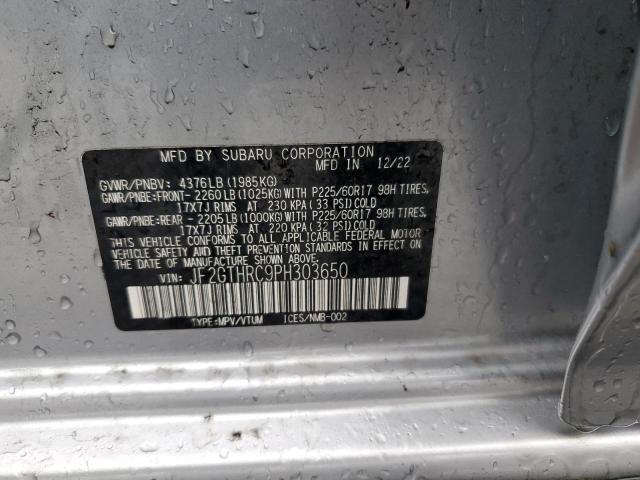 MFD BY SUBARU CORPORATION
MFD IN 12/22
GVWR/PNBV: 4376LB(1985KG)
GAWR/PNBE:FRONT- 2260LB(1025KG)WITH P225/60R17 98H TIRES,
17X7J RIMS AT 230 KPA(33 PSI)COLD
GAWR/PNBE:REAR - 2205LB(1000KG)WITH P225/60R17 98H TIRES,
17X7J RIMS AT 220 KPA(32 PSI)COLD
THIS VEHICLE CONFORMS TO ALL APPLICABLE FEDERAL MOTOR
VEHICLE SAFETY AND THEFT PREVENTION STANDARDS IN EFFECT
ON THE DATE OF MANUFACTURE SHOWN ABOVE.
VIN: JF2GTHRC9PH303650
TYPE:MPV/VTUM ICES/NMB-002